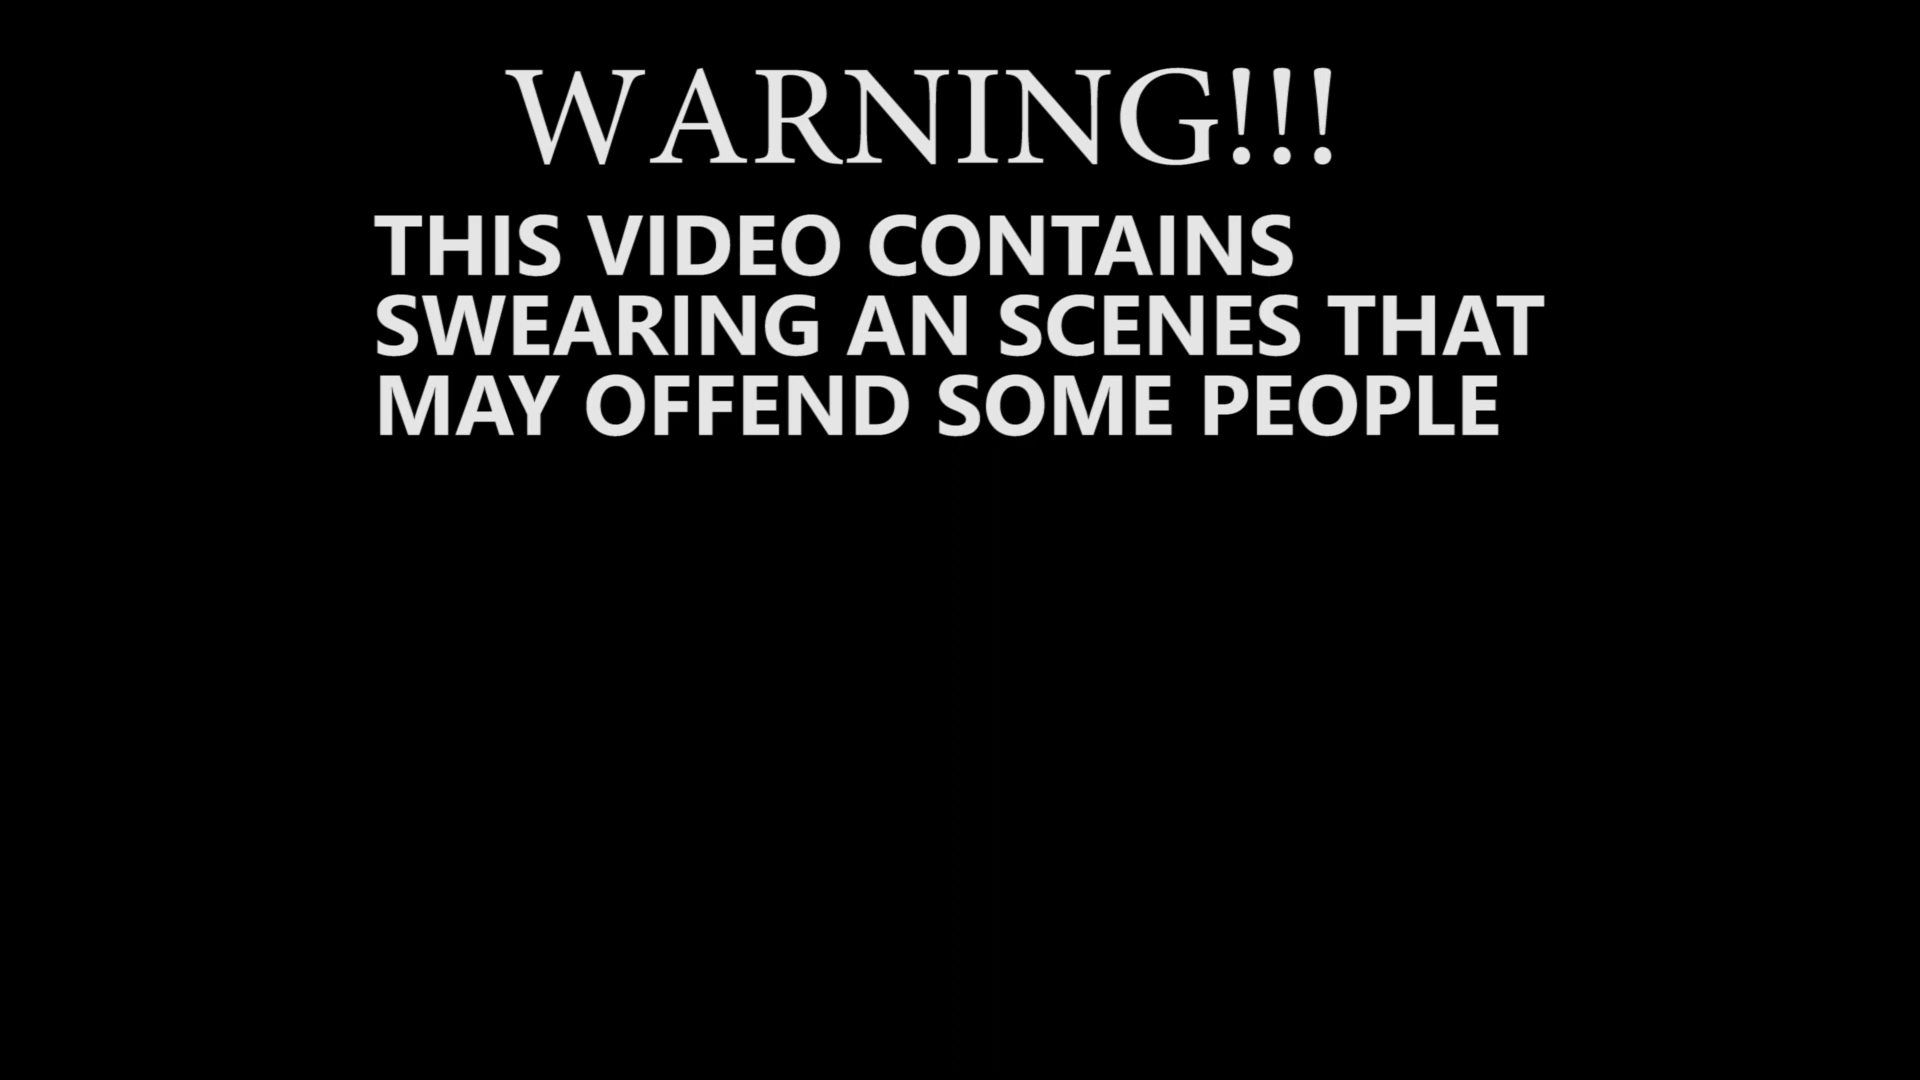 WARNING!!!
THIS VIDEO CONTAINS
SWEARING AN SCENES THAT
MAY OFFEND SOME PEOPLE